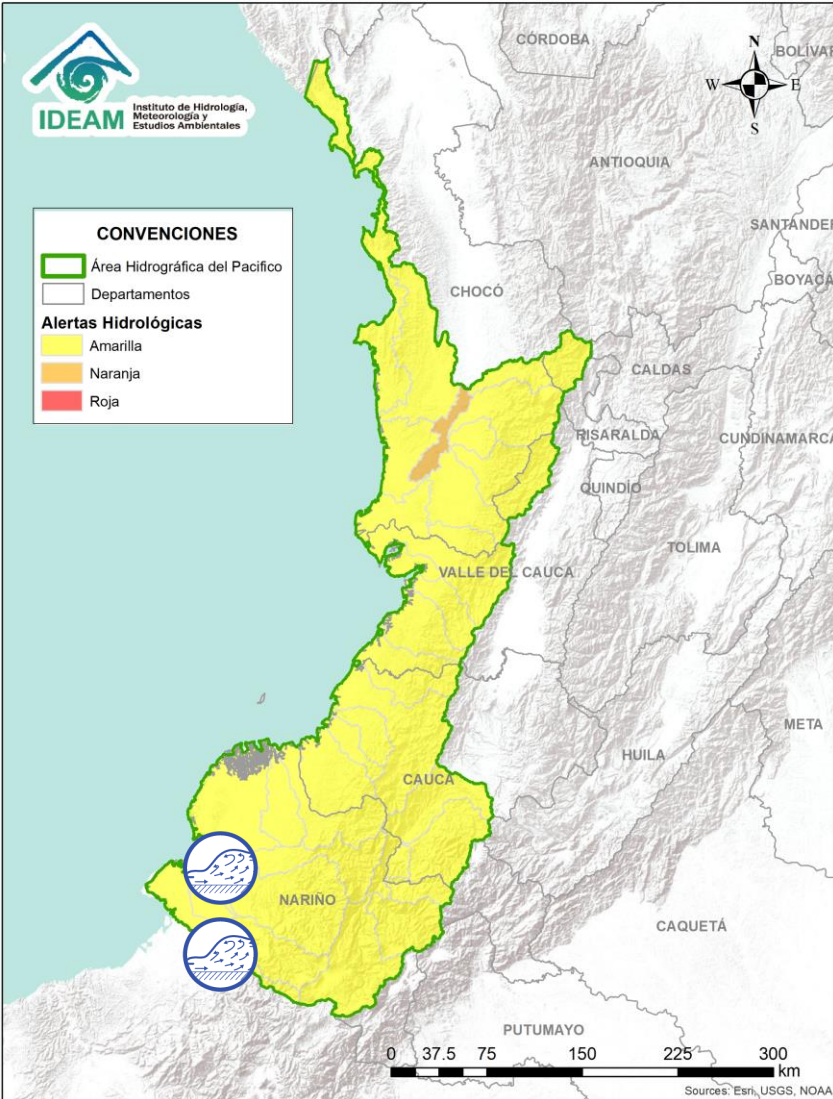 IDEAM
Instituto de Hidrología,
Meteorología y
Estudios Ambientales
N
W
E
S
CÓRDOBA
BOLÍVAR
ANTIOQUIA
SANTANDER
BOYACÁ
CONVENCIONES
Área Hidrográfica del Pacifico
Departamentos
Alertas Hidrológicas
Amarilla
Naranja
Roja
CHOCÓ
CALDAS
RISARALDA
CUNDINAMARCA
QUINDÍO
TOLIMA
VALLE DEL CAUCA
META
HUILA
CAUCA
NARIÑO
CAQUETÁ
PUTUMAYO
0 37.5 75 150 225 300
km
Sources: Esri, USGS, NOAA